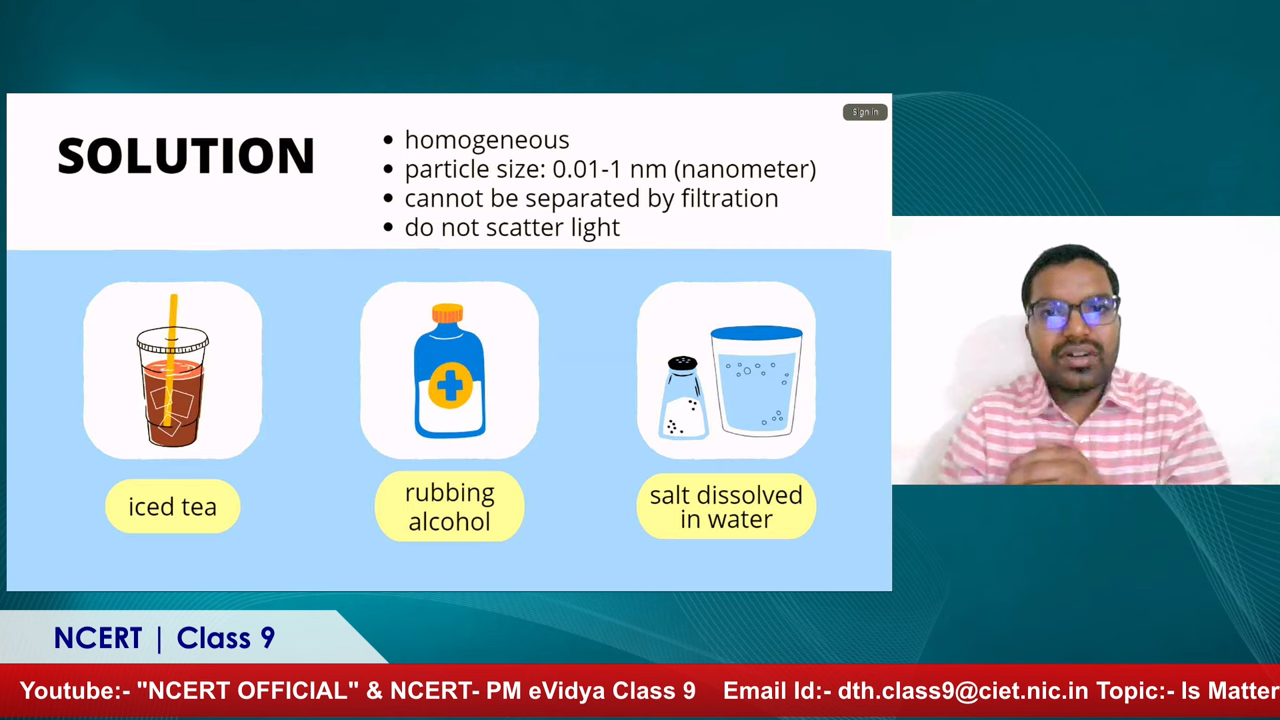 SOLUTION
• homogeneous
• particle size: 0.01-1 nm (nanometer)
• cannot be separated by filtration
• do not scatter light
Sign in
iced tea
rubbing
alcohol
salt dissolved
in water
NCERT | Class 9
Youtube:- "NCERT OFFICIAL" & NCERT- PM eVidya Class 9 Email Id:- dth.class9@ciet.nic.in Topic:- Is Matter